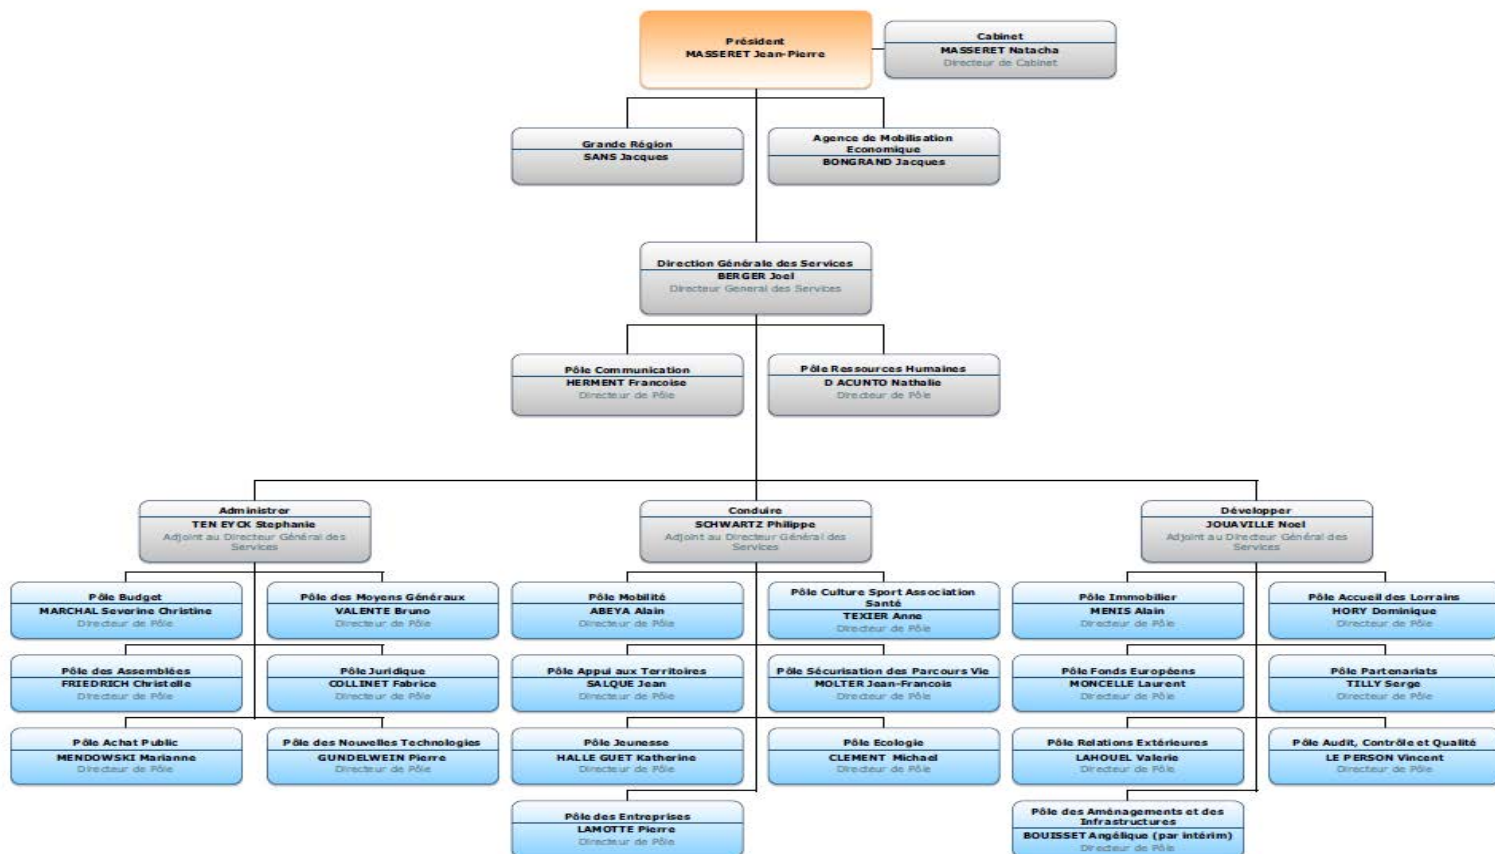 Président
MASSERET Jean-Pierre
Cabinet
MASSERET Natacha
Directeur de Cabinet
Grande Région
SANS Jacques
Agence de Mobilisation
Economique
BONGRAND Jacques
Direction Générale des Services
BERGER Joel
Directeur General des Services
Pôle Communication
HERMENT Francoise
Directeur de Pôle
Pôle Ressources Humaines
D ACUNTO Nathalie
Directeur de Pôle
Administrer
TEN EYCK Stephanie
Adjoint au Directeur Général des
Services
Conduire
SCHWARTZ Philippe
Adjoint au Directeur Général des
Services
Développer
JOUAVILLE Noel
Adjoint au Directeur Général des
Services
Pôle Budget
MARCHAL Severine Christine
Directeur de Pôle
Pôle des Moyens Généraux
VALENTE Bruno
Directeur de Pôle
Pôle Mobilité
ABEYA Alain
Directeur de Pôle
Pôle Culture Sport Association
Santé
TEXIER Anne
Directeur de Pôle
Pôle Immobilier
MENIS Alain
Directeur de Pôle
Pôle Accueil des Lorrains
HORY Dominique
Directeur de Pôle
Pôle des Assemblées
FRIEDRICH Christelle
Directeur de Pôle
Pôle Juridique
COLLINET Fabrice
Directeur de Pôle
Pôle Appui aux Territoires
SALQUE Jean
Directeur de Pôle
Pôle Sécurisation des Parcours Vie
MOLTER Jean-Francois
Directeur de Pôle
Pôle Fonds Européens
MONCELLE Laurent
Directeur de Pôle
Pôle Partenariats
TILLY Serge
Directeur de Pôle
Pôle Achat Public
MENDOWSKI Marianne
Directeur de Pôle
Pôle des Nouvelles Technologies
GUNDELWEIN Pierre
Directeur de Pôle
Pôle Jeunesse
HALLE GUET Katherine
Directeur de Pôle
Pôle Ecologie
CLEMENT Michael
Directeur de Pôle
Pôle Relations Extérieures
LAHOUEL Valerie
Directeur de Pôle
Pôle Audit, Contrôle et Qualité
LE PERSON Vincent
Directeur de Pôle
Pôle des Entreprises
LAMOTTE Pierre
Directeur de Pôle
Pôle des Aménagements et des
Infrastructures
BOUISSET Angélique (par intérim)
Directeur de Pôle